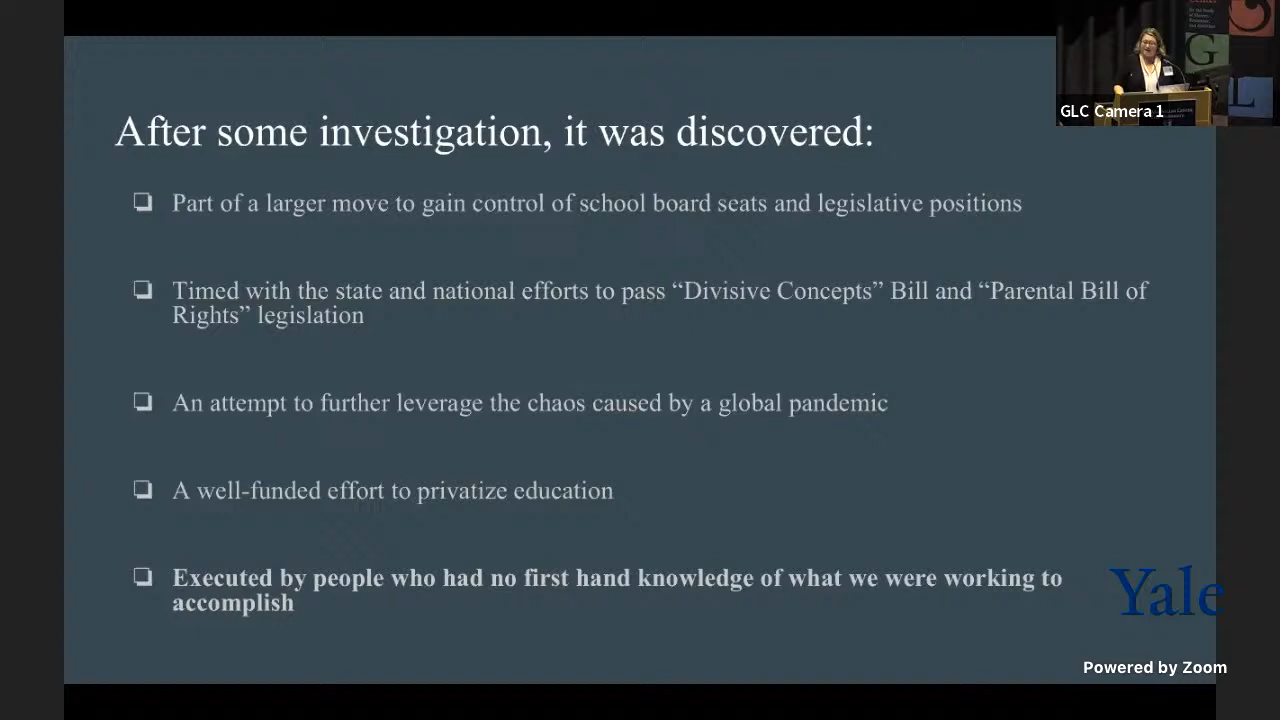 After some investigation, it was discovered:
❏ Part of a larger move to gain control of school board seats and legislative positions
❏ Timed with the state and national efforts to pass “Divisive Concepts” Bill and “Parental Bill of
Rights” legislation
❏ An attempt to further leverage the chaos caused by a global pandemic
❏ A well-funded effort to privatize education
❏ Executed by people who had no first hand knowledge of what we were working to
accomplish
G
L
GLC Camera 1
Yale
Powered by Zoom